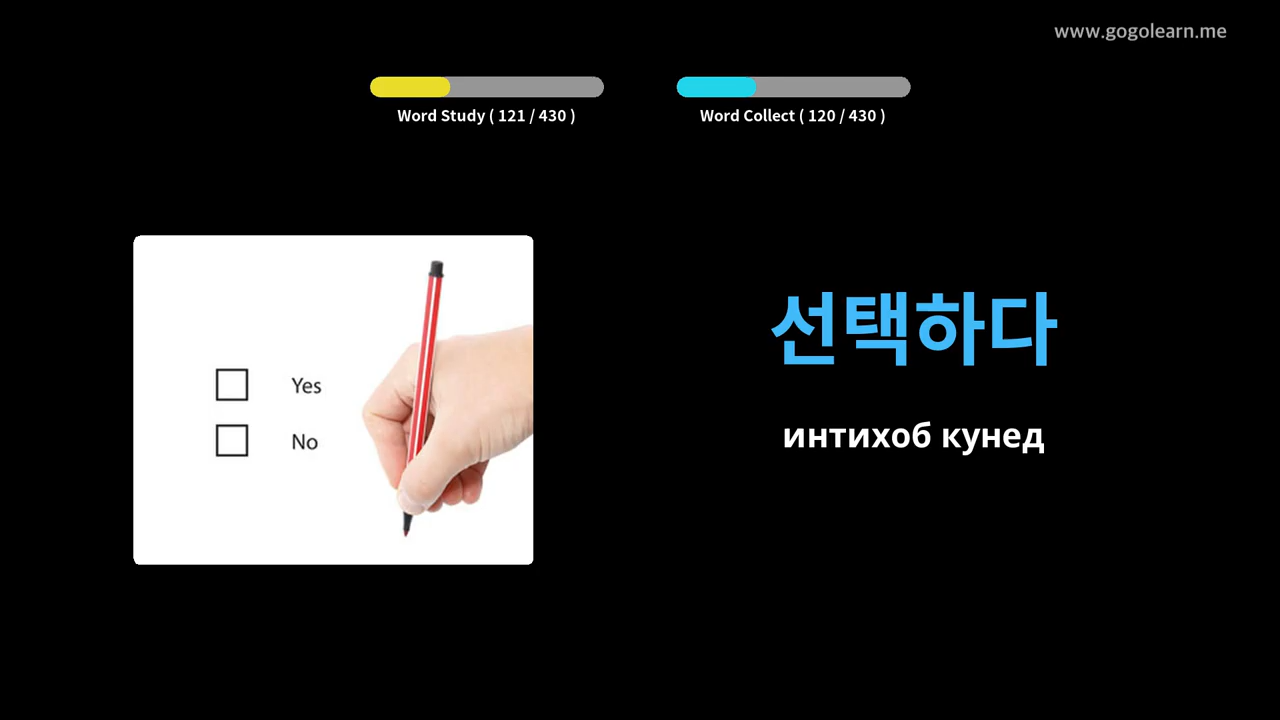 www.gogolearn.me
Word Study ( 121 / 430 )
Word Collect ( 120 / 430 )
Yes
No
선택하다
интихоб кунед